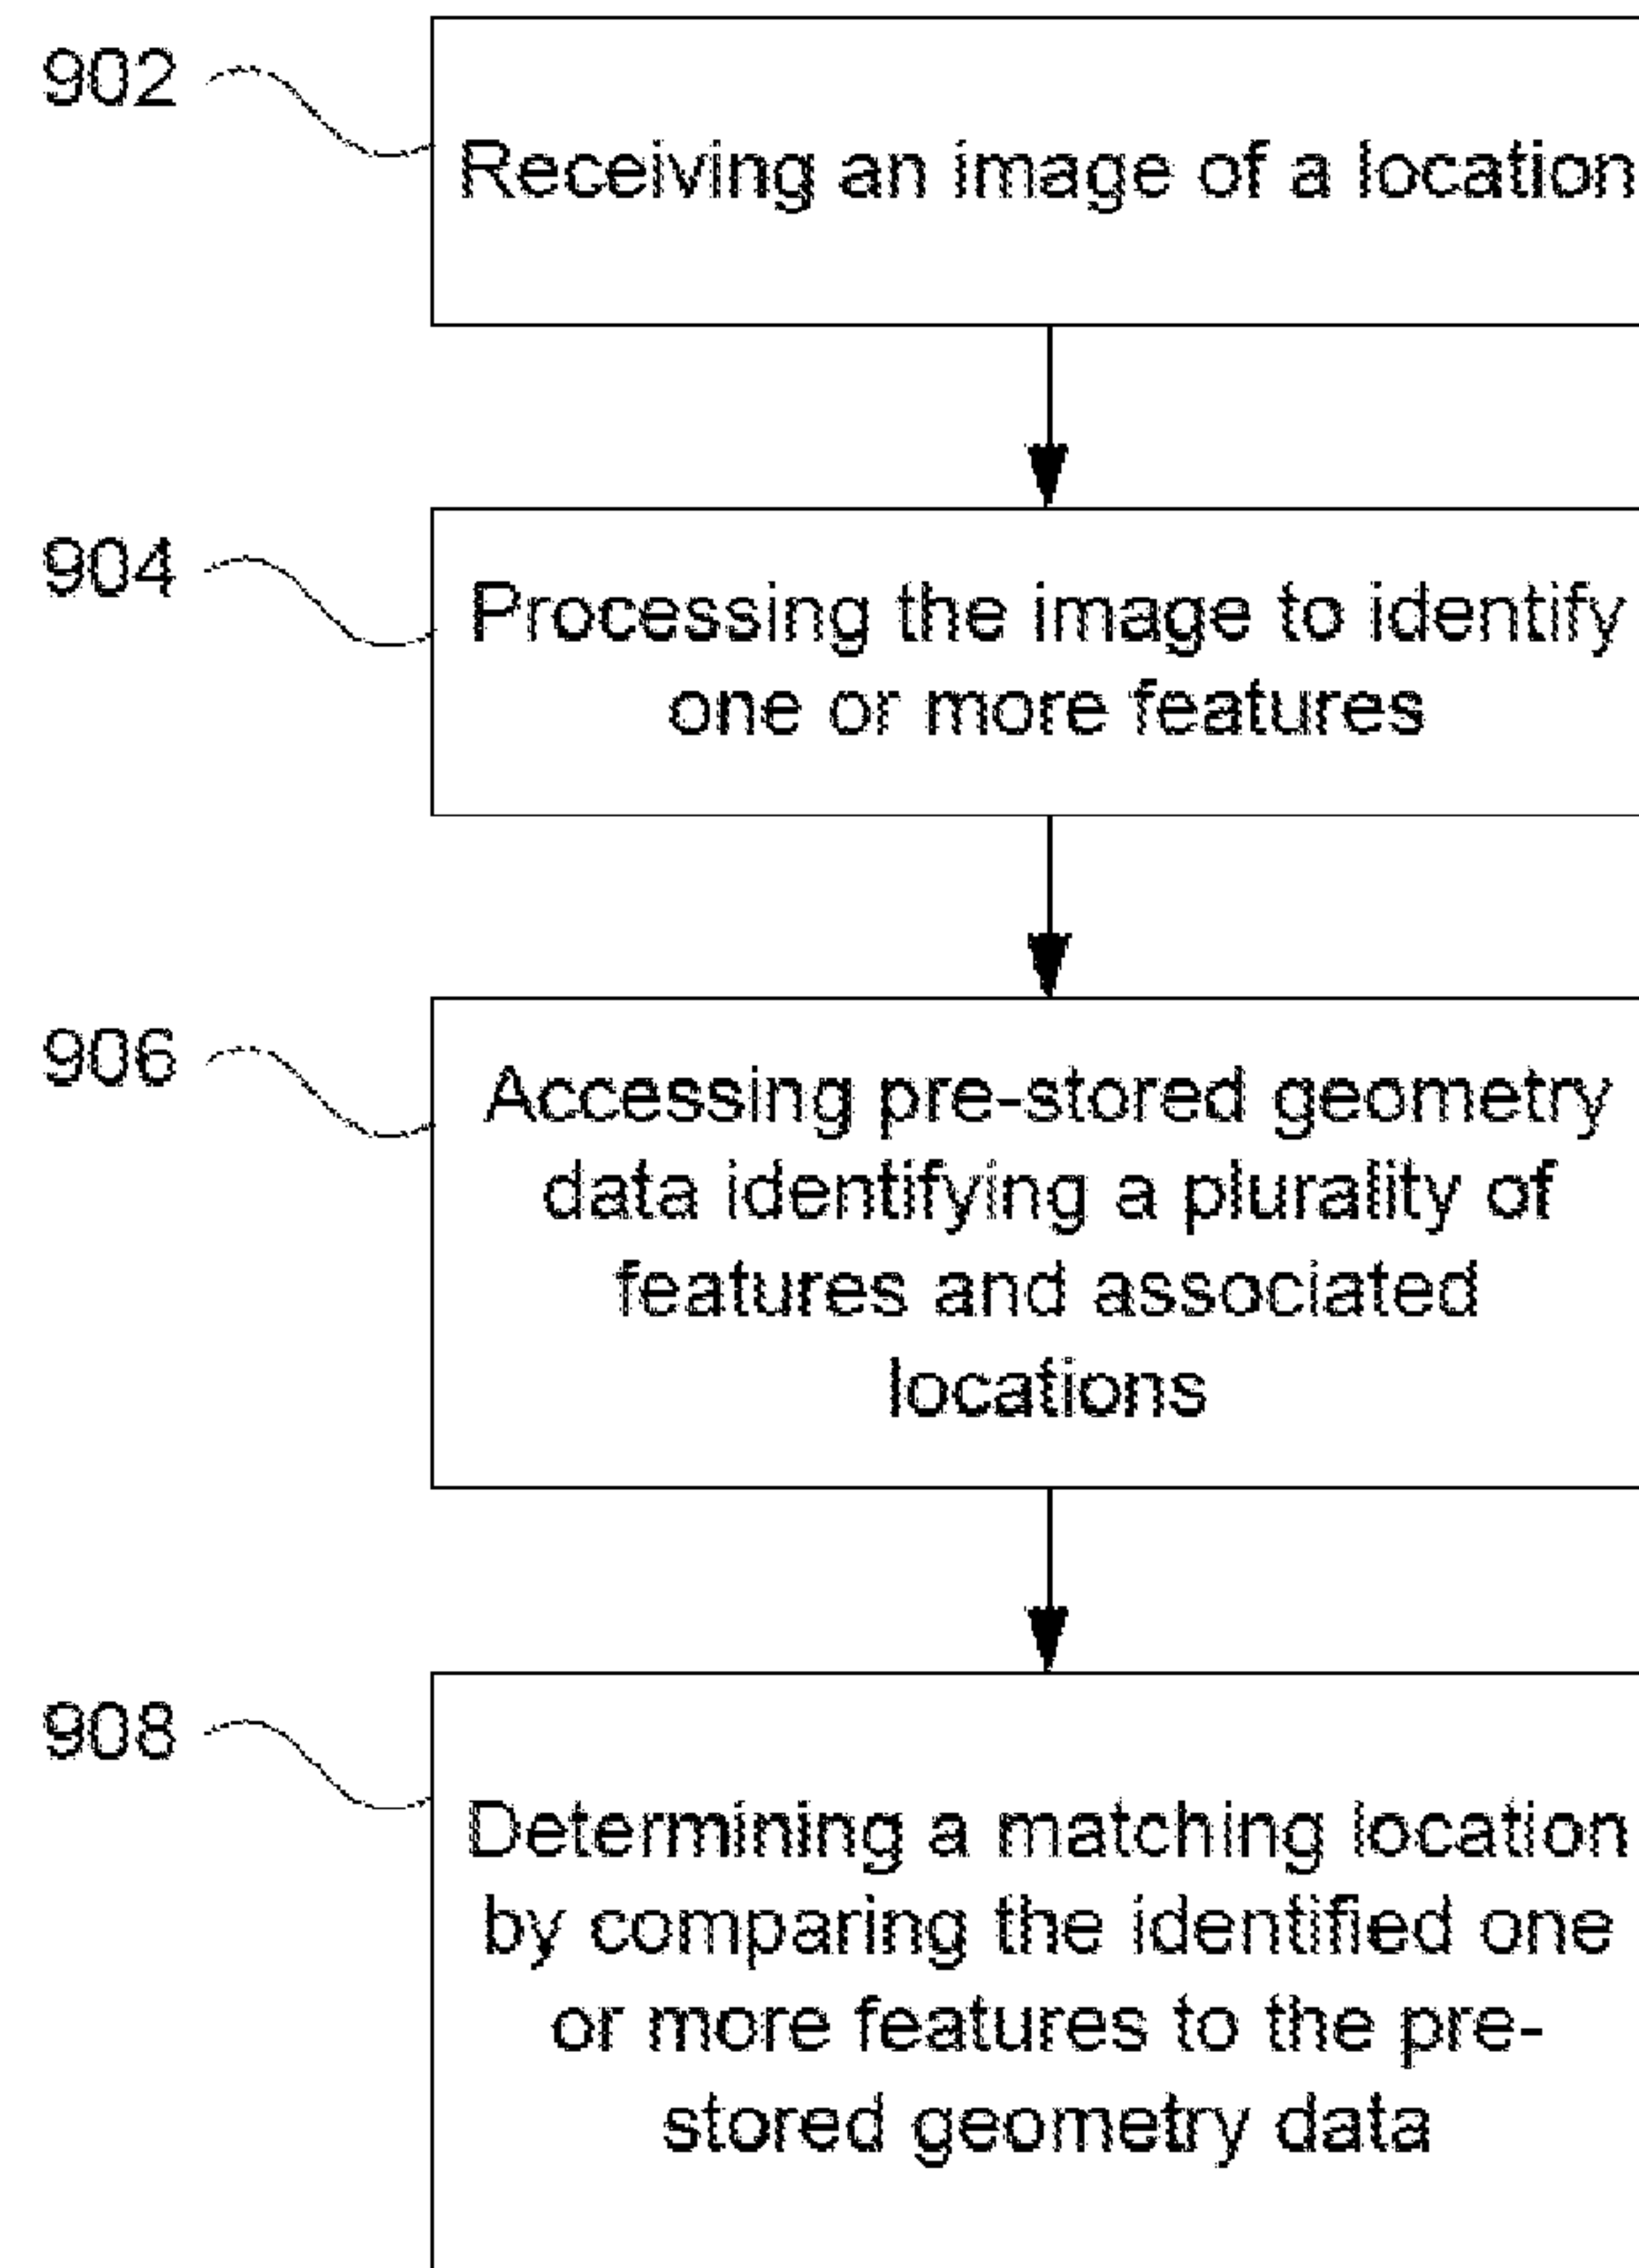 902
Receiving an image of a location
904
Processing the image to identify
one or more features
906
Accessing pre-stored geometry
data identifying a plurality of
features and associated
locations
908
Determining a matching location
by comparing the identified one
or more features to the pre-
stored geometry data